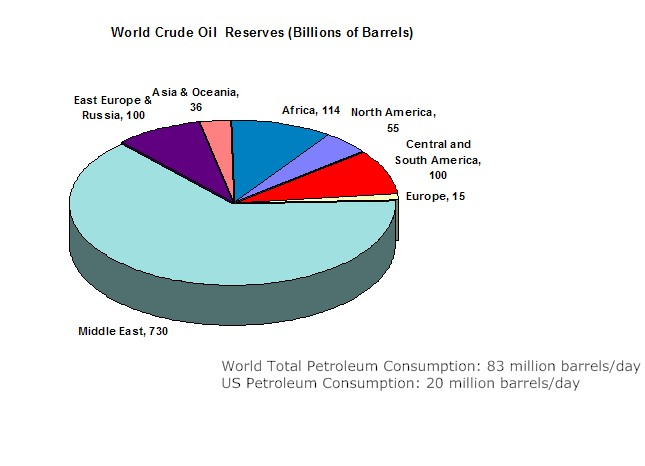 World Crude Oil Reserves (Billions of Barrels)
Asia & Oceania,
36
East Europe &
Russia, 100
Africa, 114
North America,
55
Central and
South America,
100
Europe, 15
Middle East, 730
World Total Petroleum Consumption: 83 million barrels/day
US Petroleum Consumption: 20 million barrels/day